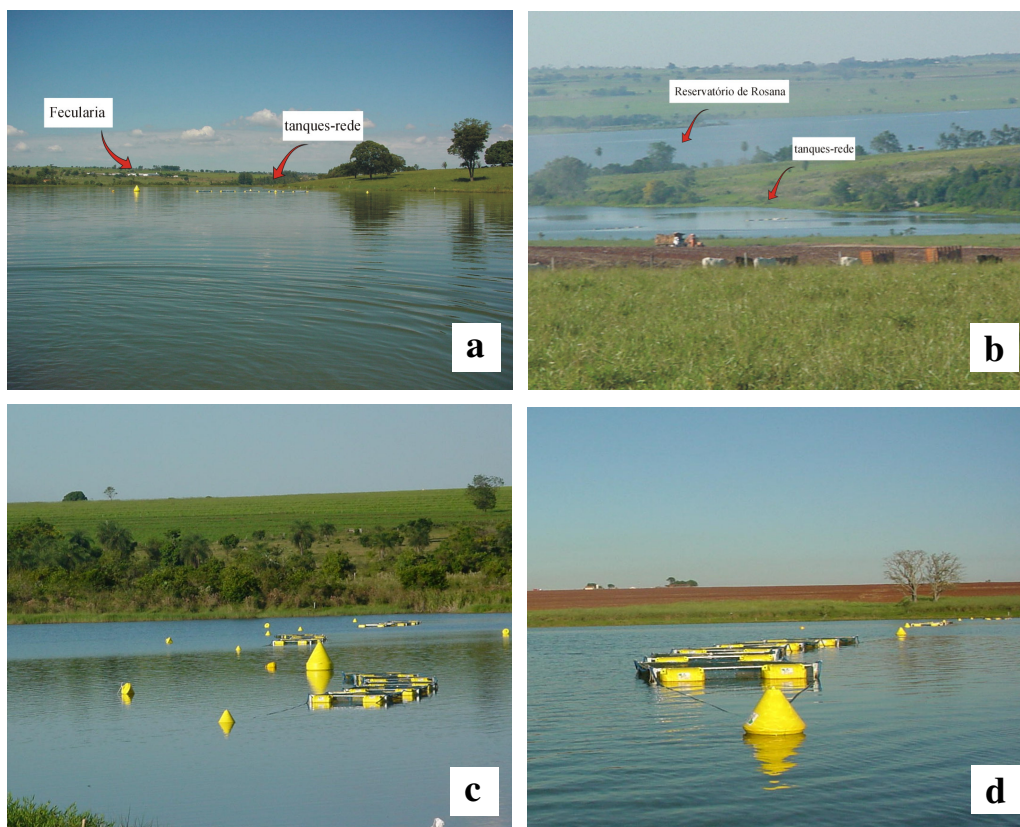 Fecularia
tanques-rede
a
Reservatório de Rosana
tanques-rede
b
c
d